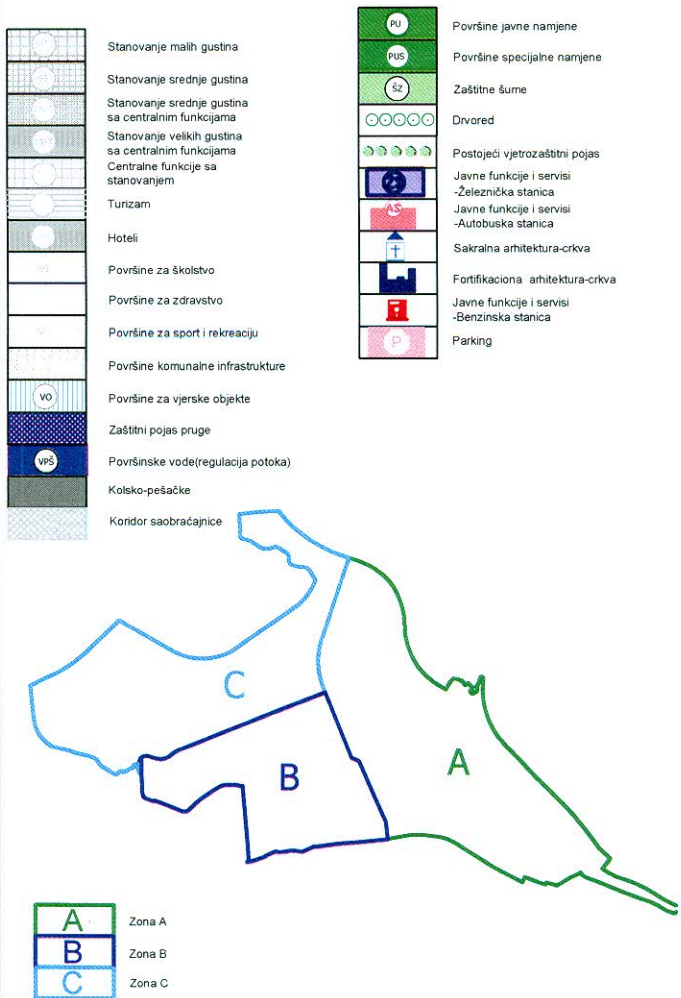 Stanovanje malih gustina
Stanovanje srednje gustina
Stanovanje srednje gustina
sa centralnim funkcijama
Stanovanje velikih gustina
sa centralnim funkcijama
Centralne funkcije sa
stanovanjem
Turizam
Hoteli
Površine za školstvo
Površine za zdravstvo
Površine za sport i rekreaciju
Površine komunalne infrastrukture
VO
Površine za vjerske objekte
Zaštitni pojas pruge
VPŠ
Površinske vode(regulacija potoka)
Kolsko-pešačke
Koridor saobraćajnice
PU
Površine javne namjene
PUS
Površine specijalne namjene
ŠZ
Zaštitne šume
Drvored
Postojeći vjetrozaštitni pojas
Javne funkcije i servisi
-Železnička stanica
AS
Javne funkcije i servisi
-Autobuska stanica
Sakralna arhitektura-crkva
Fortifikaciona arhitektura-crkva
Javne funkcije i servisi
-Benzinska stanica
P
Parking
C
B
A
A
Zona A
B
Zona B
C
Zona C